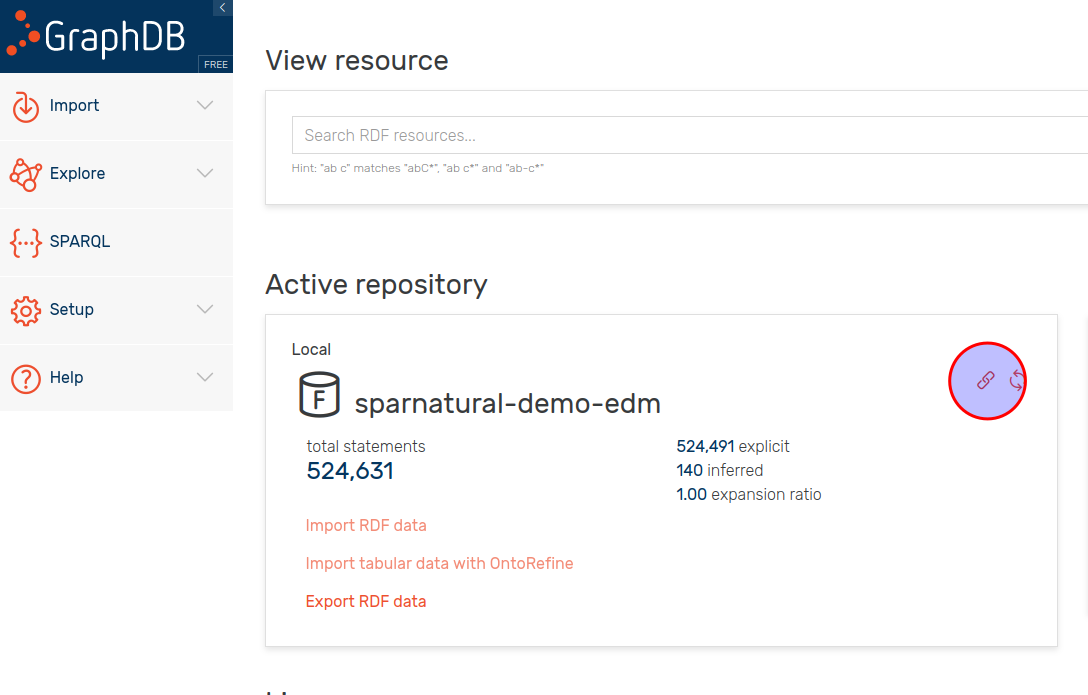 GraphDB
FREE
Import
Explore
SPARQL
Setup
Help
View resource
Search RDF resources...
Hint: "ab c" matches "abC*", "ab c*" and "ab-c*"
Active repository
Local
F sparnatural-demo-edm
total statements
524,631
524,491 explicit
140 inferred
1.00 expansion ratio
Import RDF data
Import tabular data with OntoRefine
Export RDF data